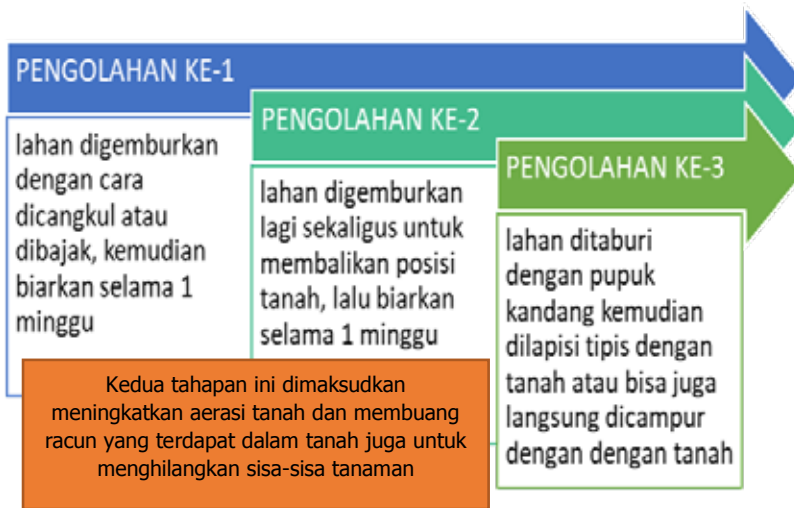 PENGOLAHAN KE-1
lahan digemburkan
dengan cara
dicangkul atau
dibajak, kemudian
biarkan selama 1
minggu
PENGOLAHAN KE-2
lahan digemburkan
lagi sekaligus untuk
membalikan posisi
tanah, lalu biarkan
selama 1 minggu
PENGOLAHAN KE-3
lahan ditaburi
dengan pupuk
kandang kemudian
dilapisi tipis dengan
tanah atau bisa juga
langsung dicampur
dengan dengan tanah
Kedua tahapan ini dimaksudkan
meningkatkan aerasi tanah dan membuang
racun yang terdapat dalam tanah juga untuk
menghilangkan sisa-sisa tanaman